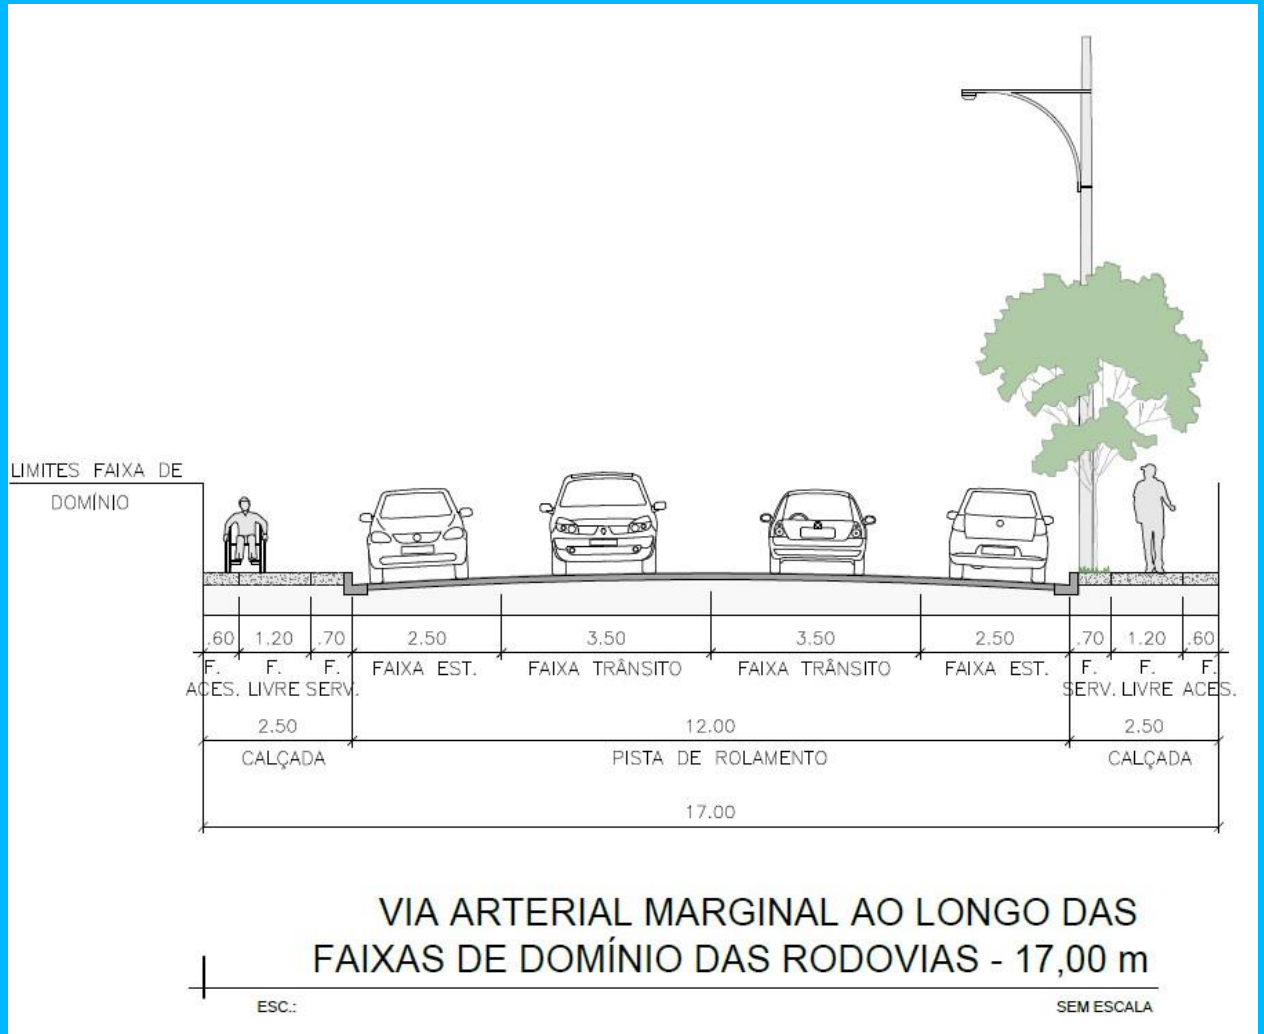 LIMITES FAIXA DE
DOMÍNIO
.60 1.20 .70 2.50 3.50 3.50 2.50 .70 1.20 .60
F. F. F. FAIXA EST. FAIXA TRÂNSITO FAIXA TRÂNSITO FAIXA EST. F. F. F.
ACES. LIVRE SERV. SERV. LIVRE ACES.
2.50 12.00 2.50
CALÇADA PISTA DE ROLAMENTO CALÇADA
17.00
VIA ARTERIAL MARGINAL AO LONGO DAS
FAIXAS DE DOMÍNIO DAS RODOVIAS - 17,00 m
ESC.: SEM ESCALA